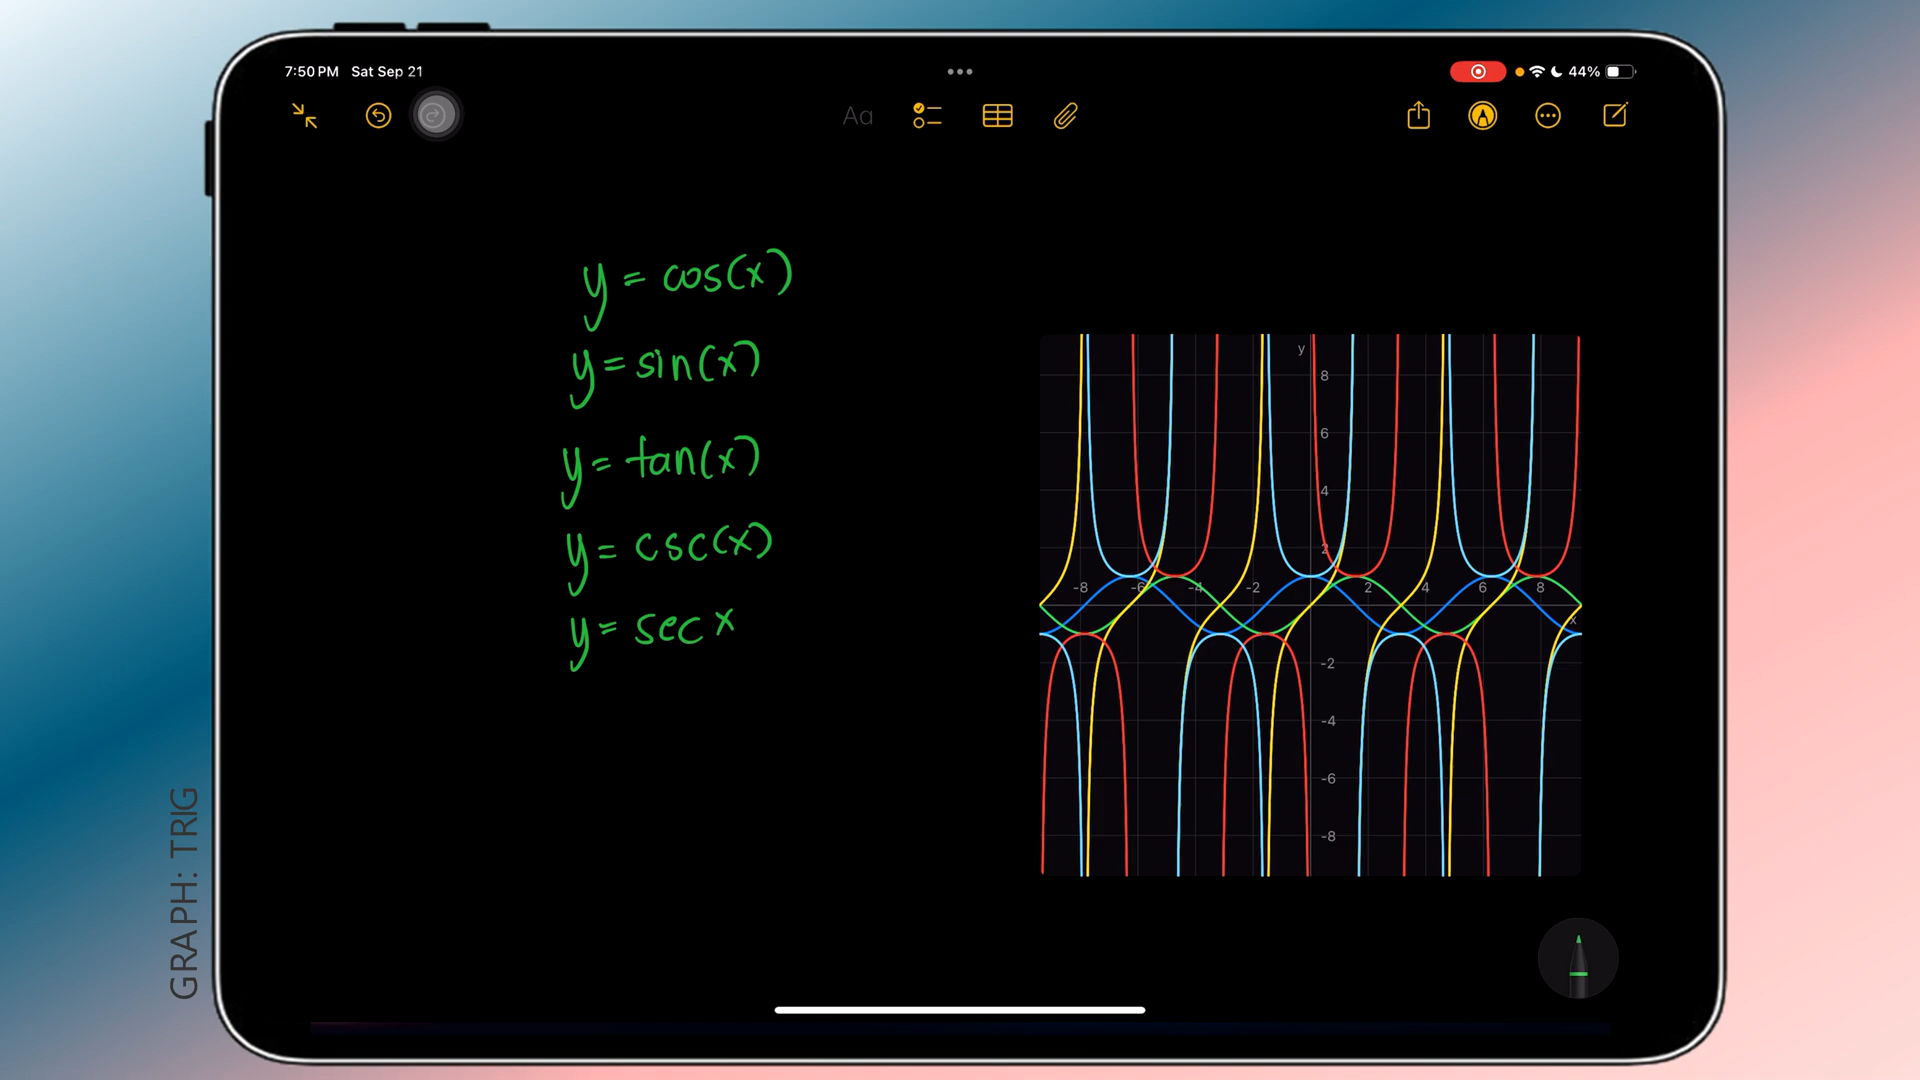 7:50 PM Sat Sep 21
44%
Aa
y = cos(x)
y = sin(x)
y = tan(x)
y = csc(x)
y = sec x
y
8
6
4
2
-8 -6 -4 -2 2 4 6 8
x
-2
-4
-6
-8
GRAPH: TRIG